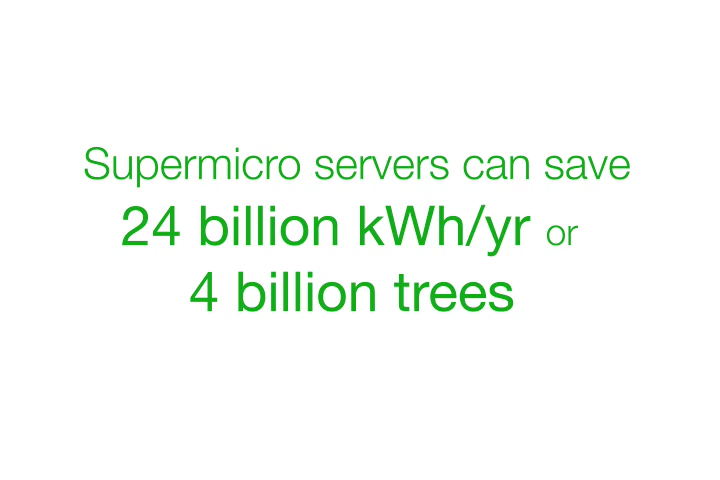 Supermicro servers can save
24 billion kWh/yr or
4 billion trees